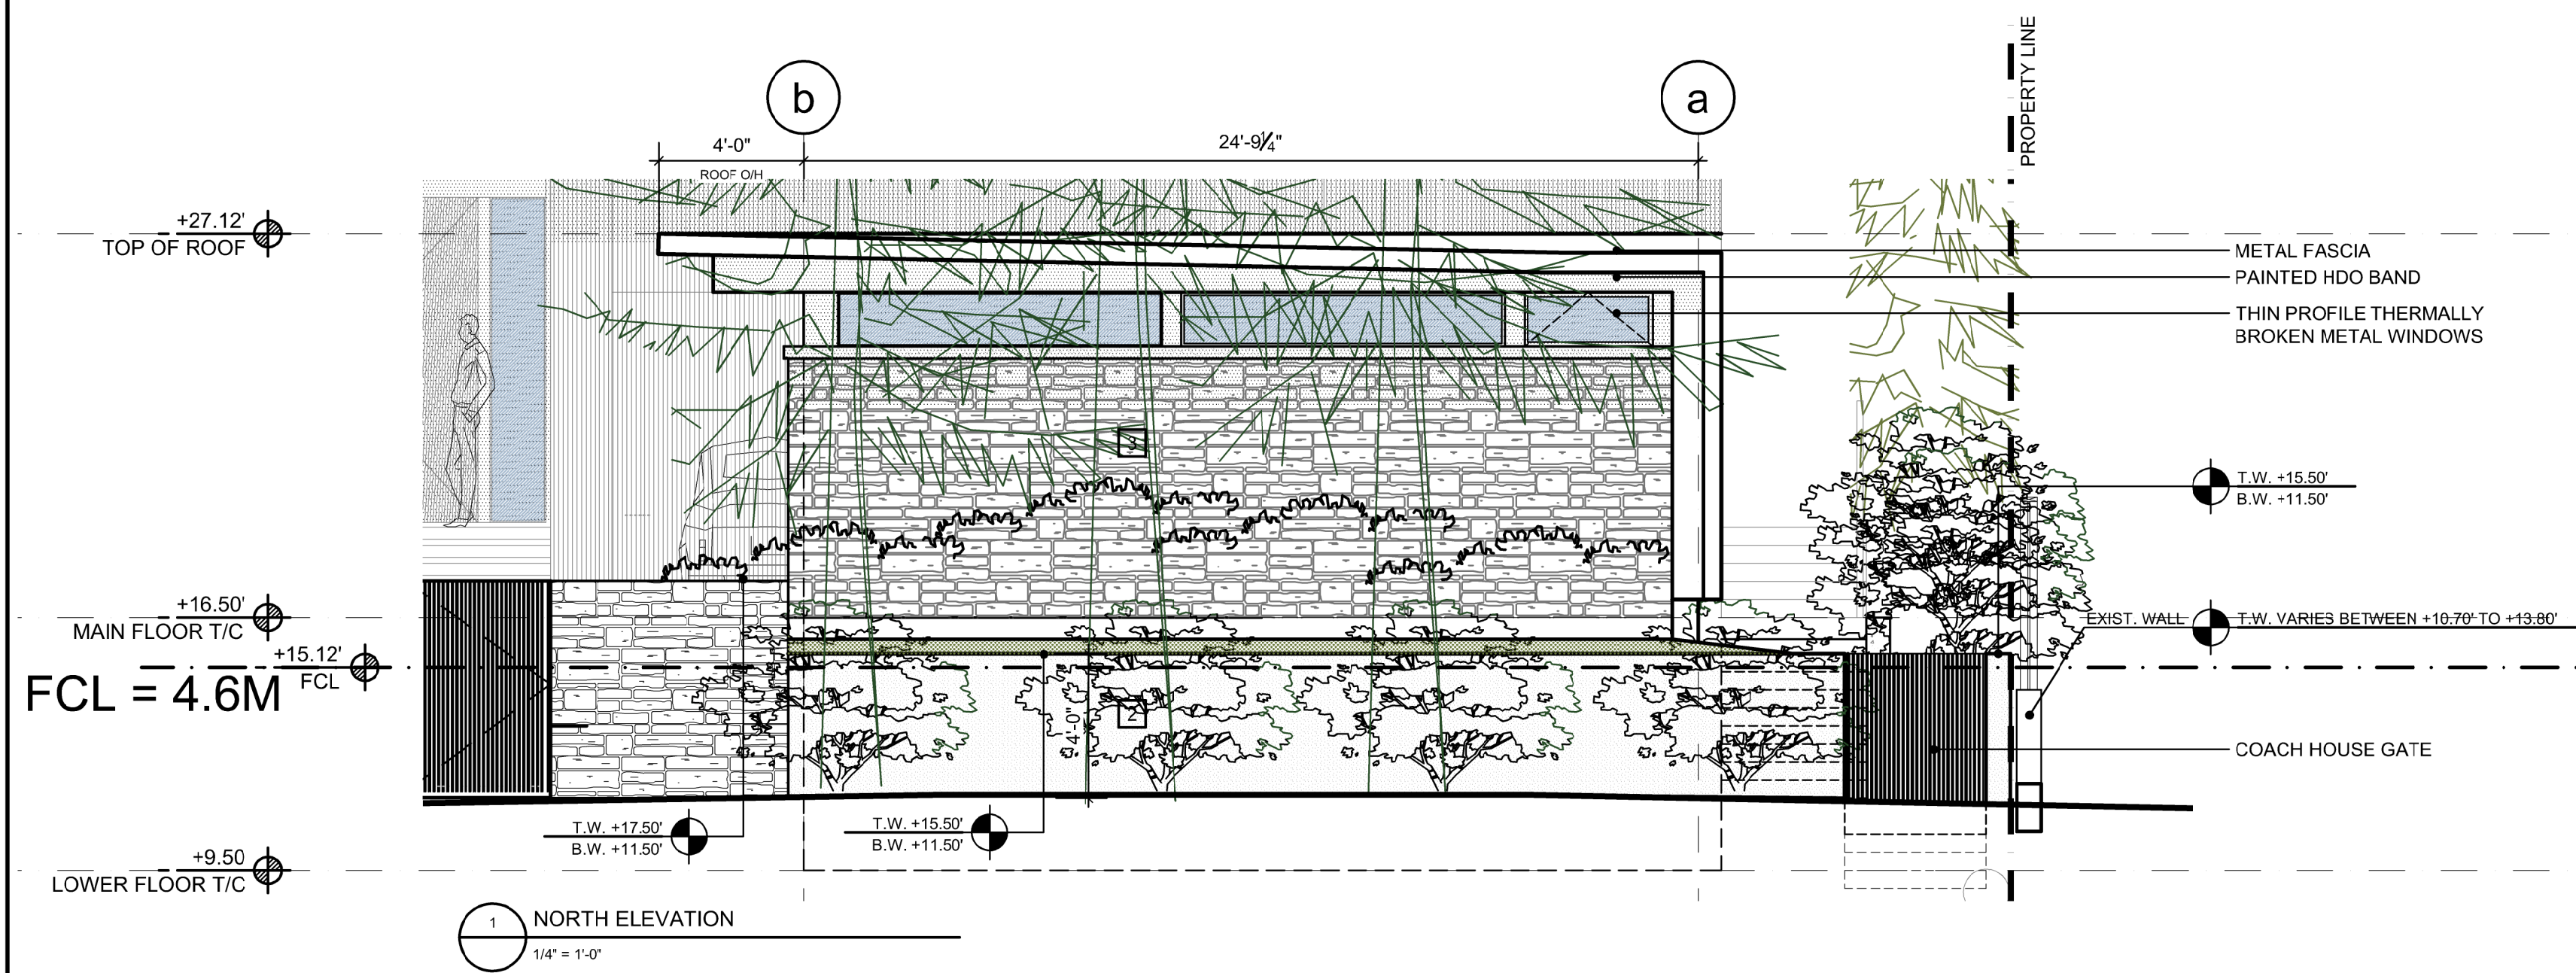 PROPERTY LINE
b
a
4'-0"
24'-9¼"
ROOF O/H
+27.12'
TOP OF ROOF
METAL FASCIA
PAINTED HDO BAND
THIN PROFILE THERMALLY
BROKEN METAL WINDOWS
3
T.W. +15.50'
B.W. +11.50'
+16.50'
MAIN FLOOR T/C
EXIST. WALL
T.W. VARIES BETWEEN +10.70' TO +13.80'
+15.12'
FCL
FCL = 4.6M
4'-0"
2
COACH HOUSE GATE
T.W. +17.50'
B.W. +11.50'
T.W. +15.50'
B.W. +11.50'
+9.50
LOWER FLOOR T/C
1
NORTH ELEVATION
1/4" = 1'-0"